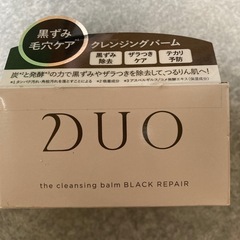 黒ずみ
毛穴ケア
クレンジングバーム
黒ずみ
除去
ザラつき
ケア
テカリ
予防
炭*¹と発酵*²の力で黒ずみやザラつきを除去して、つるりん肌へ!
DUO
the cleansing balm BLACK REPAIR